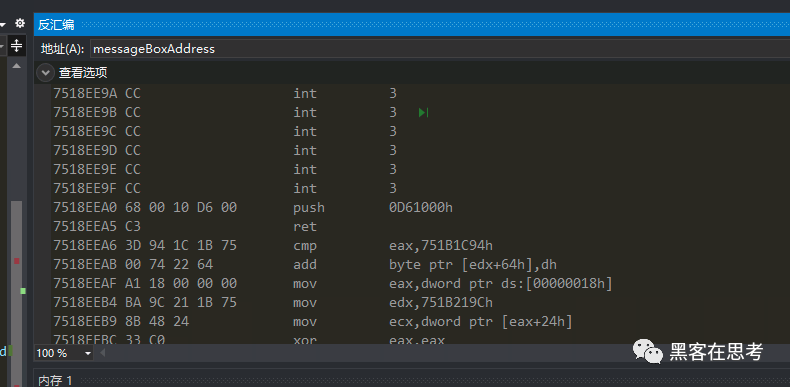 反汇编
地址(A): messageBoxAddress
查看选项
7518EE9A CC int 3
7518EE9B CC int 3
7518EE9C CC int 3
7518EE9D CC int 3
7518EE9E CC int 3
7518EE9F CC int 3
7518EEA0 68 00 10 D6 00 push 0D61000h
7518EEA5 C3 ret
7518EEA6 3D 94 1C 1B 75 cmp eax,751B1C94h
7518EEAB 00 74 22 64 add byte ptr [edx+64h],dh
7518EEAF A1 18 00 00 00 mov eax,dword ptr ds:[00000018h]
7518EEB4 BA 9C 21 1B 75 mov edx,751B219Ch
7518EEB9 8B 48 24 mov ecx,dword ptr [eax+24h]
7518EEBC 33 C0 xor eax,eax
100 %
黑客在思考
内存 1